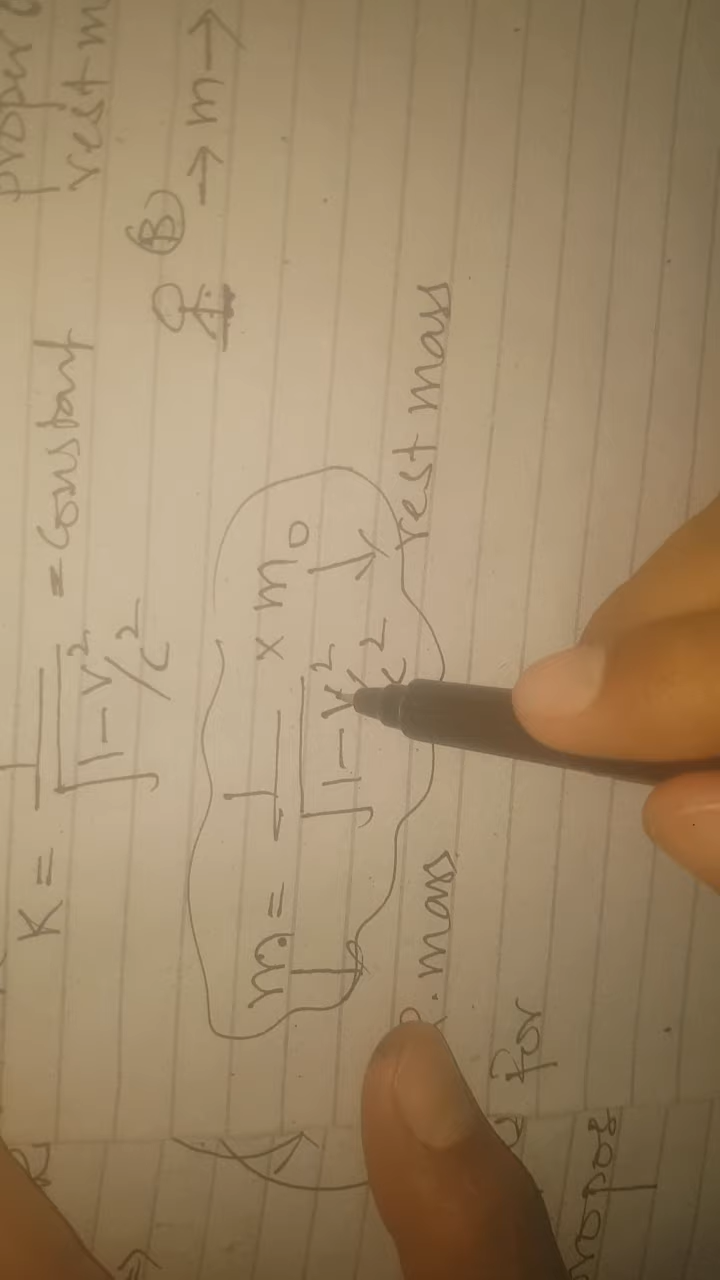 K = 1/√1-v²/c² = constant
m = 1/√1-v²/c² × m₀
mass
rest mass
for
proper
rest m
Q. (B) → m →